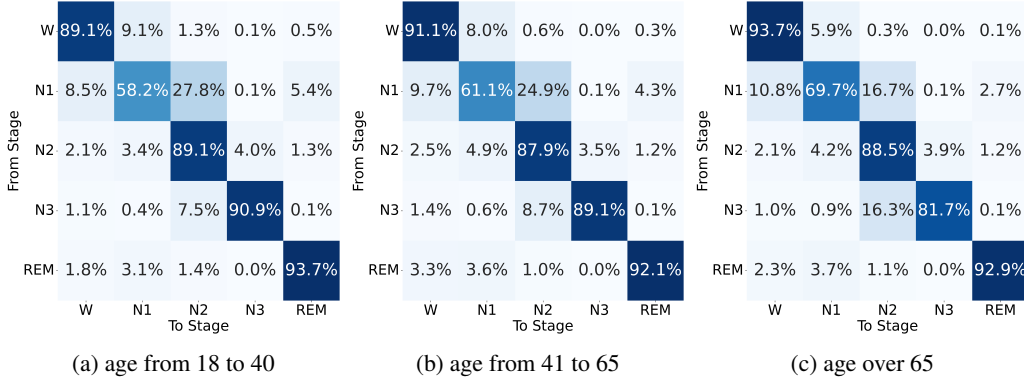 W 89.1% 9.1% 1.3% 0.1% 0.5%
N1 8.5% 58.2% 27.8% 0.1% 5.4%
N2 2.1% 3.4% 89.1% 4.0% 1.3%
N3 1.1% 0.4% 7.5% 90.9% 0.1%
REM 1.8% 3.1% 1.4% 0.0% 93.7%
From Stage
W N1 N2 N3 REM
To Stage
(a) age from 18 to 40
W 91.1% 8.0% 0.6% 0.0% 0.3%
N1 9.7% 61.1% 24.9% 0.1% 4.3%
N2 2.5% 4.9% 87.9% 3.5% 1.2%
N3 1.4% 0.6% 8.7% 89.1% 0.1%
REM 3.3% 3.6% 1.0% 0.0% 92.1%
From Stage
W N1 N2 N3 REM
To Stage
(b) age from 41 to 65
W 93.7% 5.9% 0.3% 0.0% 0.1%
N1 10.8% 69.7% 16.7% 0.1% 2.7%
N2 2.1% 4.2% 88.5% 3.9% 1.2%
N3 1.0% 0.9% 16.3% 81.7% 0.1%
REM 2.3% 3.7% 1.1% 0.0% 92.9%
From Stage
W N1 N2 N3 REM
To Stage
(c) age over 65